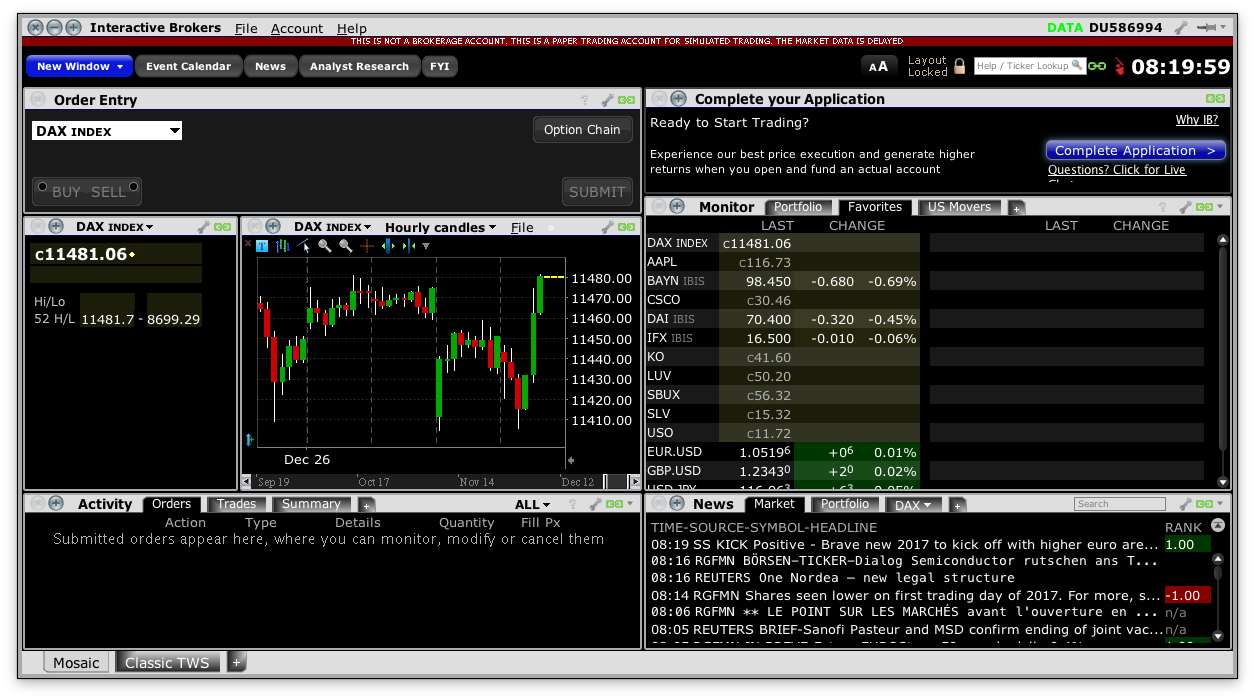 Interactive Brokers File Account Help DATA DU586994
THIS IS NOT A BROKERAGE ACCOUNT. THIS IS A PAPER TRADING ACCOUNT FOR SIMULATED TRADING. THE MARKET DATA IS DELAYED
New Window Event Calendar News Analyst Research FYI AA Layout Locked Help / Ticker Lookup 08:19:59
Order Entry
DAX INDEX
Option Chain
BUY SELL SUBMIT
Complete your Application
Ready to Start Trading? Why IB?
Experience our best price execution and generate higher
returns when you open and fund an actual account
Complete Application >
Questions? Click for Live
DAX INDEX
c11481.06
Hi/Lo
52 H/L 11481.7 - 8699.29
DAX INDEX Hourly candles File
T
11480.00
11470.00
11460.00
11450.00
11440.00
11430.00
11420.00
11410.00
Dec 26
Sep 19 Oct 17 Nov 14 Dec 12
Monitor Portfolio Favorites US Movers +
LAST CHANGE LAST CHANGE
DAX INDEX c11481.06
AAPL c116.73
BAYN IBIS 98.450 -0.680 -0.69%
CSCO c30.46
DAI IBIS 70.400 -0.320 -0.45%
IFX IBIS 16.500 -0.010 -0.06%
KO c41.60
LUV c50.20
SBUX c56.32
SLV c15.32
USO c11.72
EUR.USD 1.05196 +06 0.01%
GBP.USD 1.23430 +20 0.02%
Activity Orders Trades Summary + ALL
Action Type Details Quantity Fill Px
Submitted orders appear here, where you can monitor, modify or cancel them
News Market Portfolio DAX + Search
TIME-SOURCE-SYMBOL-HEADLINE RANK
08:19 SS KICK Positive - Brave new 2017 to kick off with higher euro are... 1.00
08:16 RGFMN BÖRSEN-TICKER-Dialog Semiconductor rutschen ans T...
08:16 REUTERS One Nordea – new legal structure
08:14 RGFMN Shares seen lower on first trading day of 2017. For more, s... -1.00
08:06 RGFMN ** LE POINT SUR LES MARCHÉS avant l'ouverture en ... n/a
08:05 REUTERS BRIEF-Sanofi Pasteur and MSD confirm ending of joint vac... n/a
Mosaic Classic TWS +